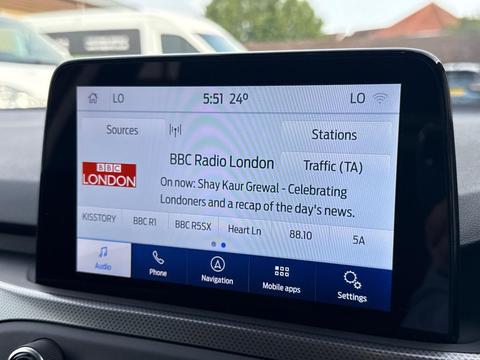 LO 5:51 24° LO
Sources
Stations
BBC Radio London
Traffic (TA)
BBC
LONDON
On now: Shay Kaur Grewal - Celebrating
Londoners and a recap of the day's news.
KISSTORY BBC R1 BBC R5SX Heart Ln 88.10 5A
Audio Phone Navigation Mobile apps Settings